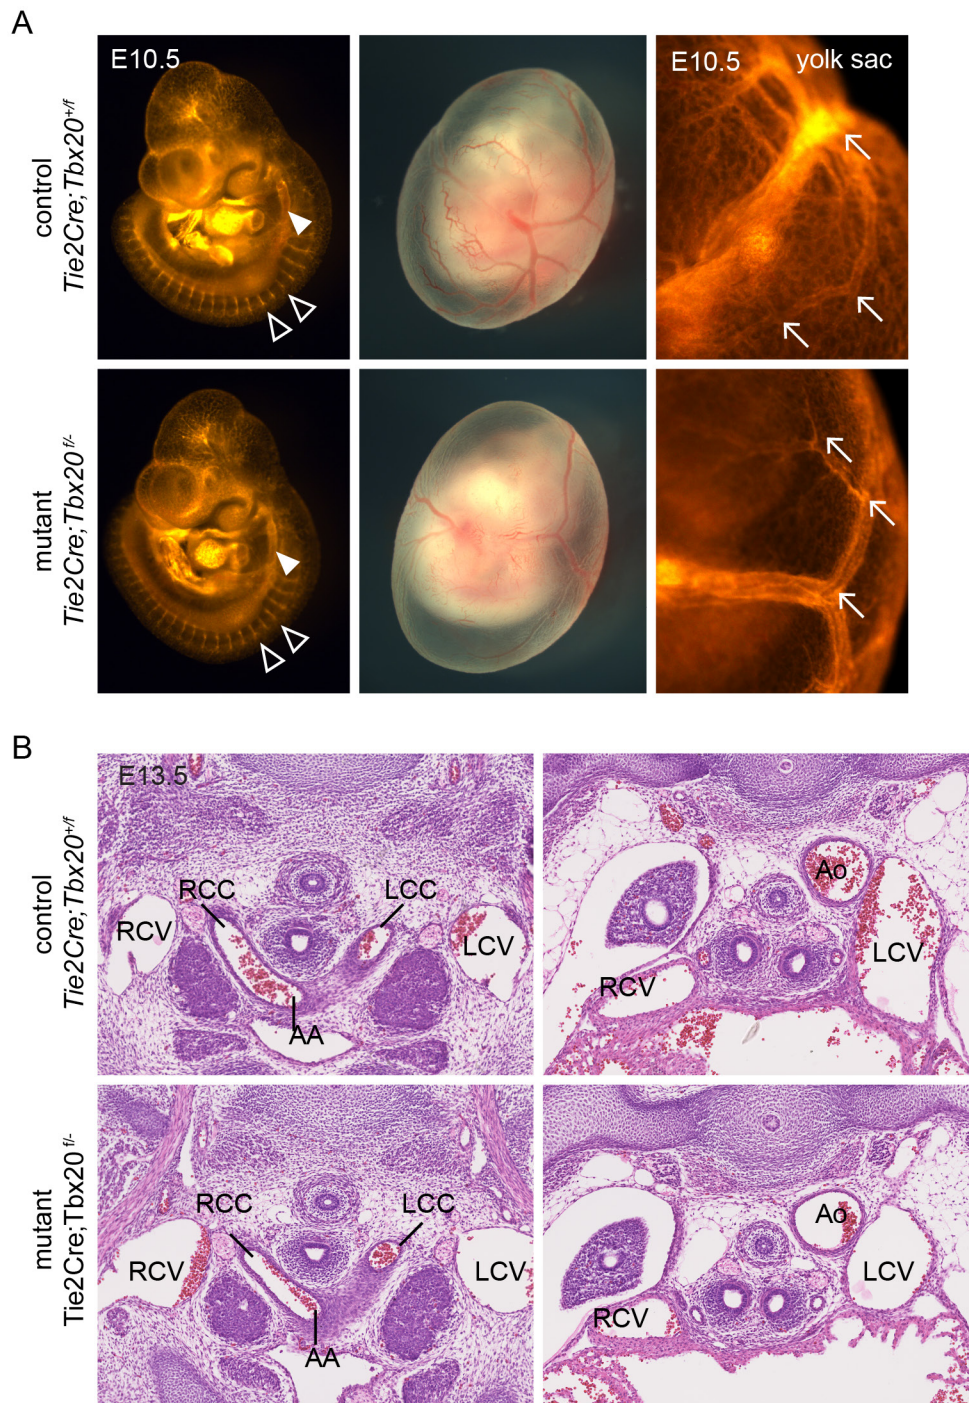 A
control
Tie2Cre;Tbx20+/f
E10.5
E10.5 yolk sac
mutant
Tie2Cre;Tbx20f/-
B
control
Tie2Cre;Tbx20+/f
E13.5
RCC
LCC
RCV
LCV
AA
Ao
LCV
RCV
mutant
Tie2Cre;Tbx20f/-
RCC
LCC
RCV
LCV
AA
Ao
LCV
RCV